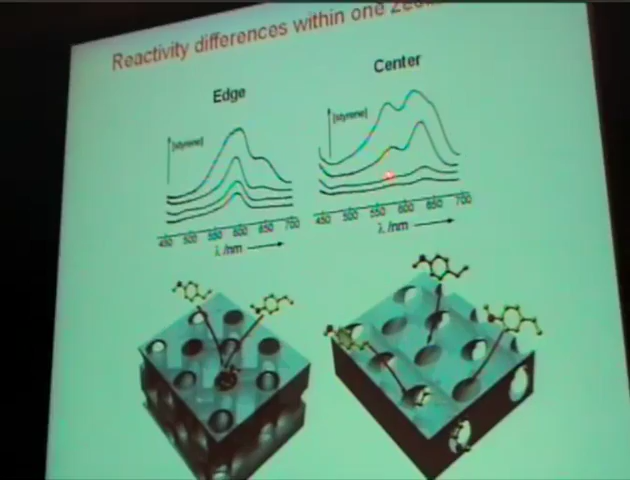 Reactivity differences within one Zeo
Edge
Center
[styrene]
[styrene]
450 500 550 600 650 700
450 500 550 600 650 700
λ /nm
λ /nm